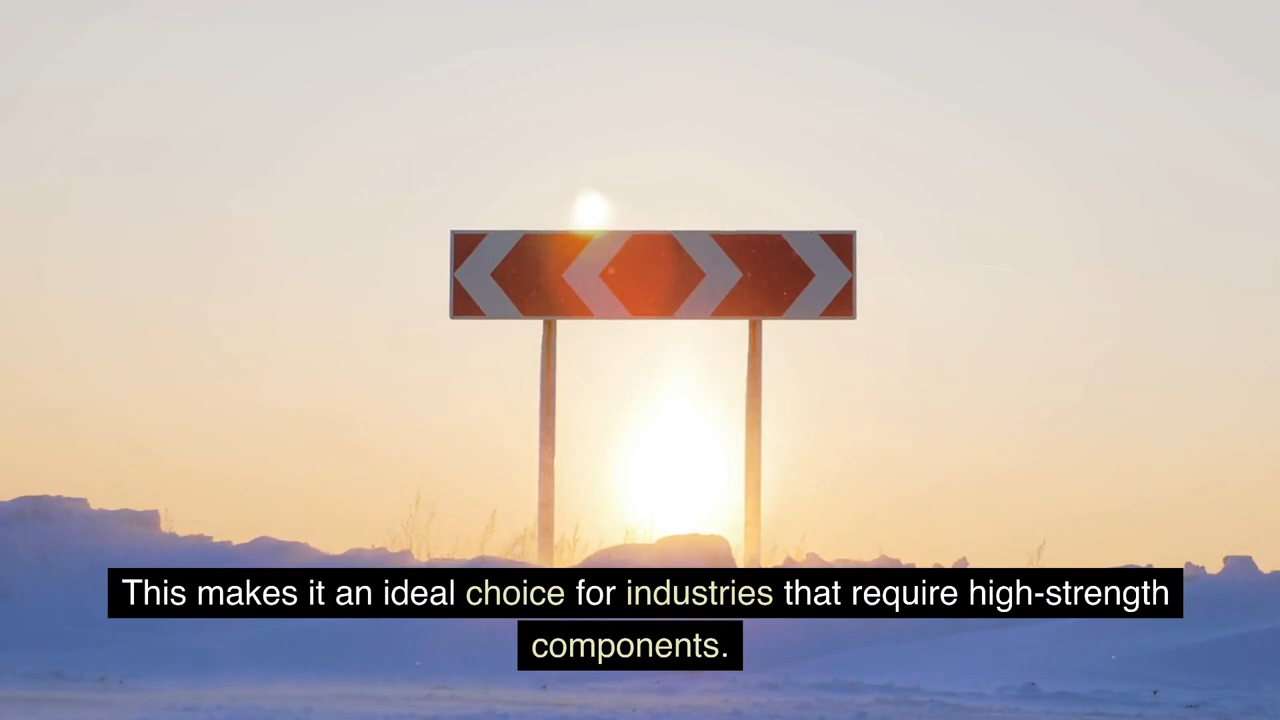 This makes it an ideal choice for industries that require high-strength
components.